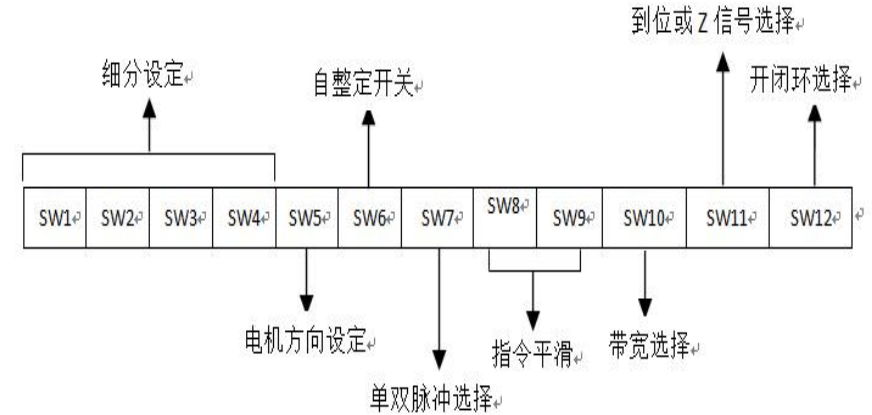 到位或Z信号选择
细分设定
自整定开关
开闭环选择
SW1 SW2 SW3 SW4 SW5 SW6 SW7 SW8 SW9 SW10 SW11 SW12
电机方向设定
指令平滑
带宽选择
单双脉冲选择